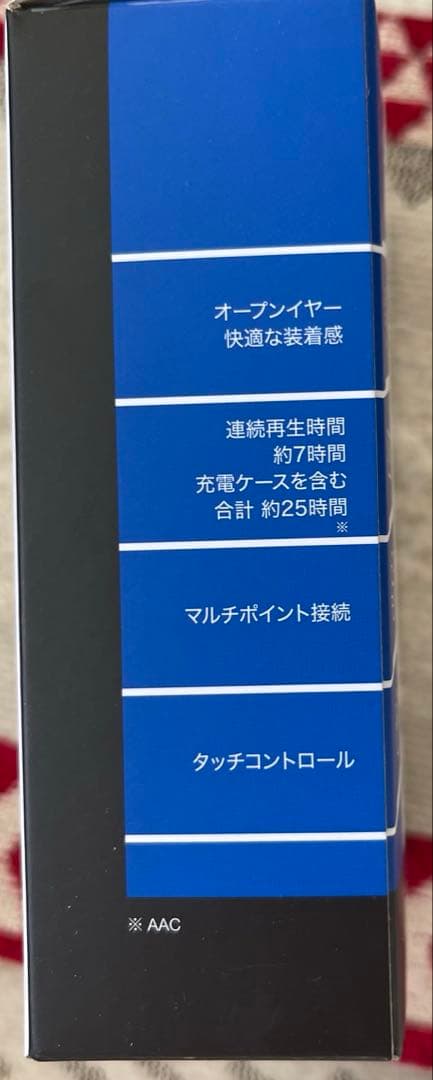 オープンイヤー
快適な装着感
連続再生時間
約7時間
充電ケースを含む
合計 約25時間
※
マルチポイント接続
タッチコントロール
※ AAC